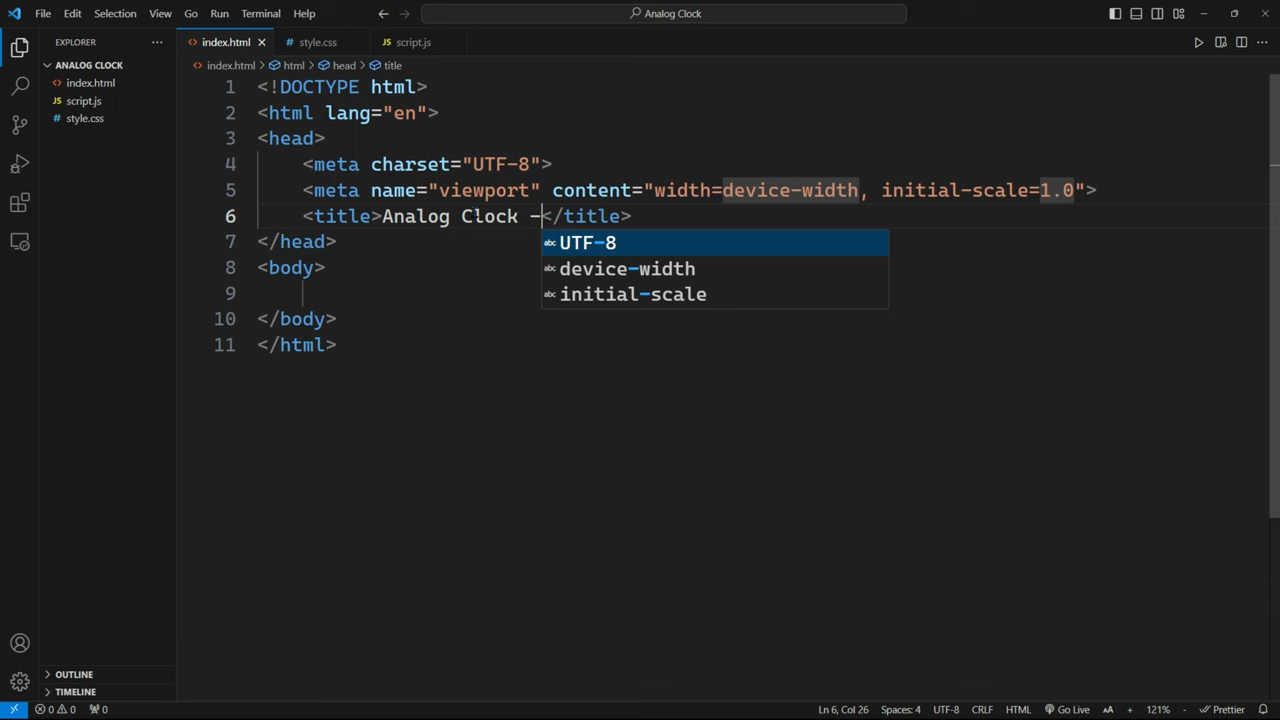 File Edit Selection View Go Run Terminal Help
Analog Clock
EXPLORER
index.html
style.css
script.js
ANALOG CLOCK
index.html > html > head > title
index.html
script.js
style.css
1 <!DOCTYPE html>
2 <html lang="en">
3 <head>
4 <meta charset="UTF-8">
5 <meta name="viewport" content="width=device-width, initial-scale=1.0">
6 <title>Analog Clock -</title>
7 </head>
8 <body>
9
10 </body>
11 </html>
abc UTF-8
abc device-width
abc initial-scale
OUTLINE
TIMELINE
0 0 0 Ln 6, Col 26 Spaces: 4 UTF-8 CRLF HTML Go Live AA + 121% - Prettier